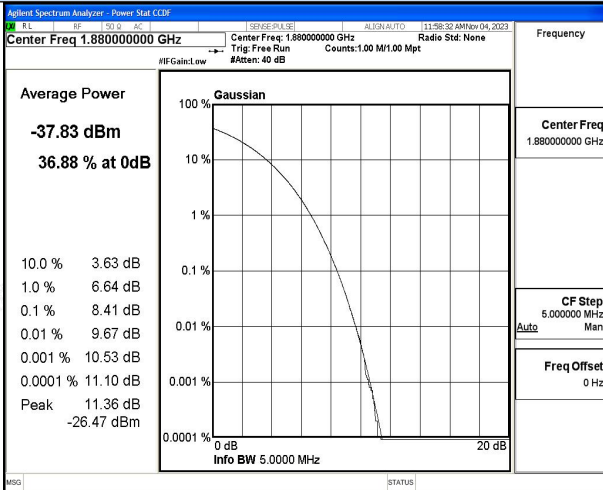 Agilent Spectrum Analyzer - Power Stat CCDF
RL RF 50 Ω AC SENSE:PULSE ALIGN AUTO 11:58:32 AM Nov 04, 2023
Center Freq 1.880000000 GHz
Center Freq: 1.880000000 GHz Radio Std: None
Trig: Free Run Counts:1.00 M/1.00 Mpt
#IFGain:Low #Atten: 40 dB
Frequency
Average Power
-37.83 dBm
36.88 % at 0dB
10.0 % 3.63 dB
1.0 % 6.64 dB
0.1 % 8.41 dB
0.01 % 9.67 dB
0.001 % 10.53 dB
0.0001 % 11.10 dB
Peak 11.36 dB
-26.47 dBm
Gaussian
100 %
10 %
1 %
0.1 %
0.01 %
0.001 %
0.0001 %
0 dB 20 dB
Info BW 5.0000 MHz
Center Freq
1.880000000 GHz
CF Step
5.000000 MHz
Auto Man
Freq Offset
0 Hz
MSG STATUS